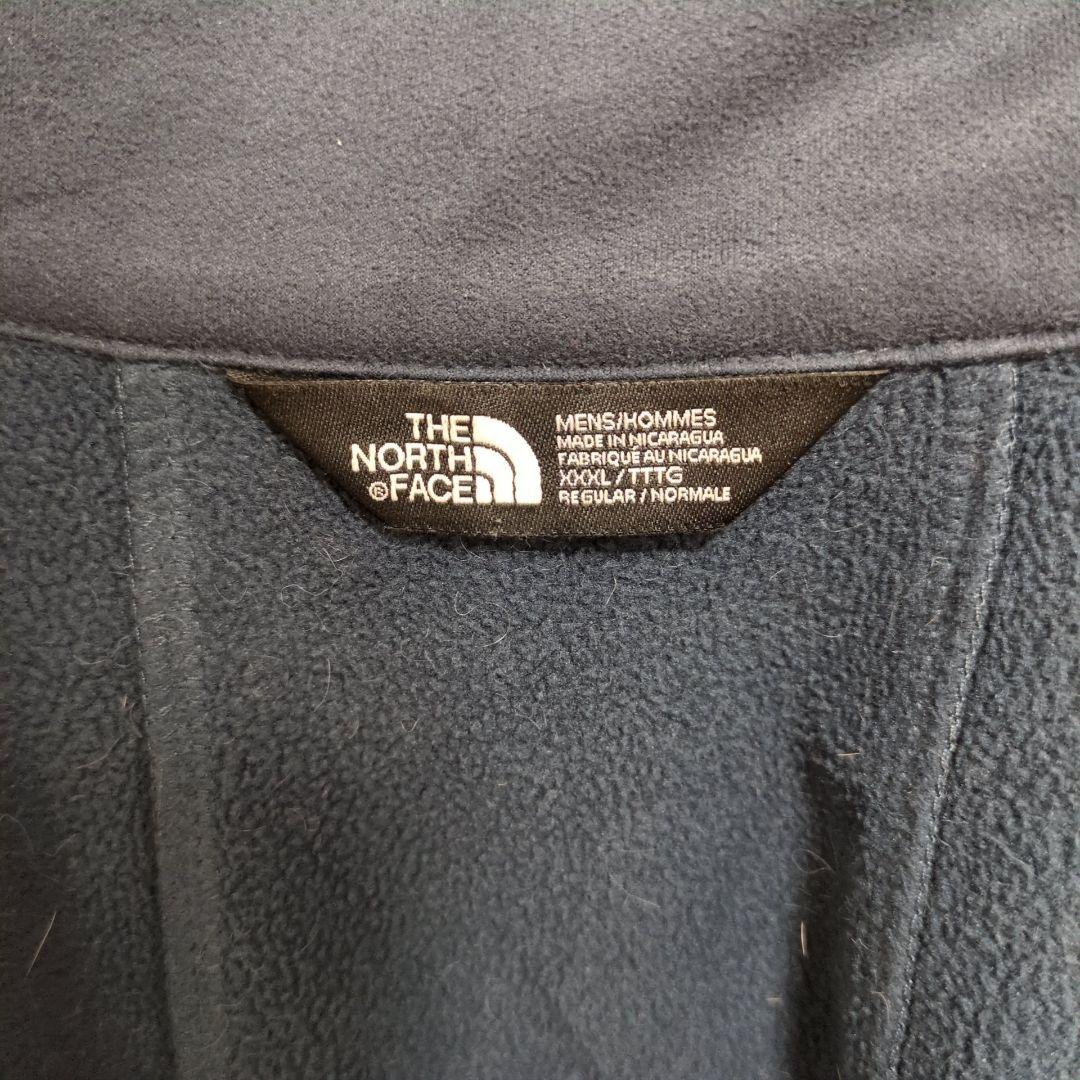 THE
NORTH
®FACE
MENS/HOMMES
MADE IN NICARAGUA
FABRIQUÉ AU NICARAGUA
XXXL/TTTG
REGULAR/NORMALE